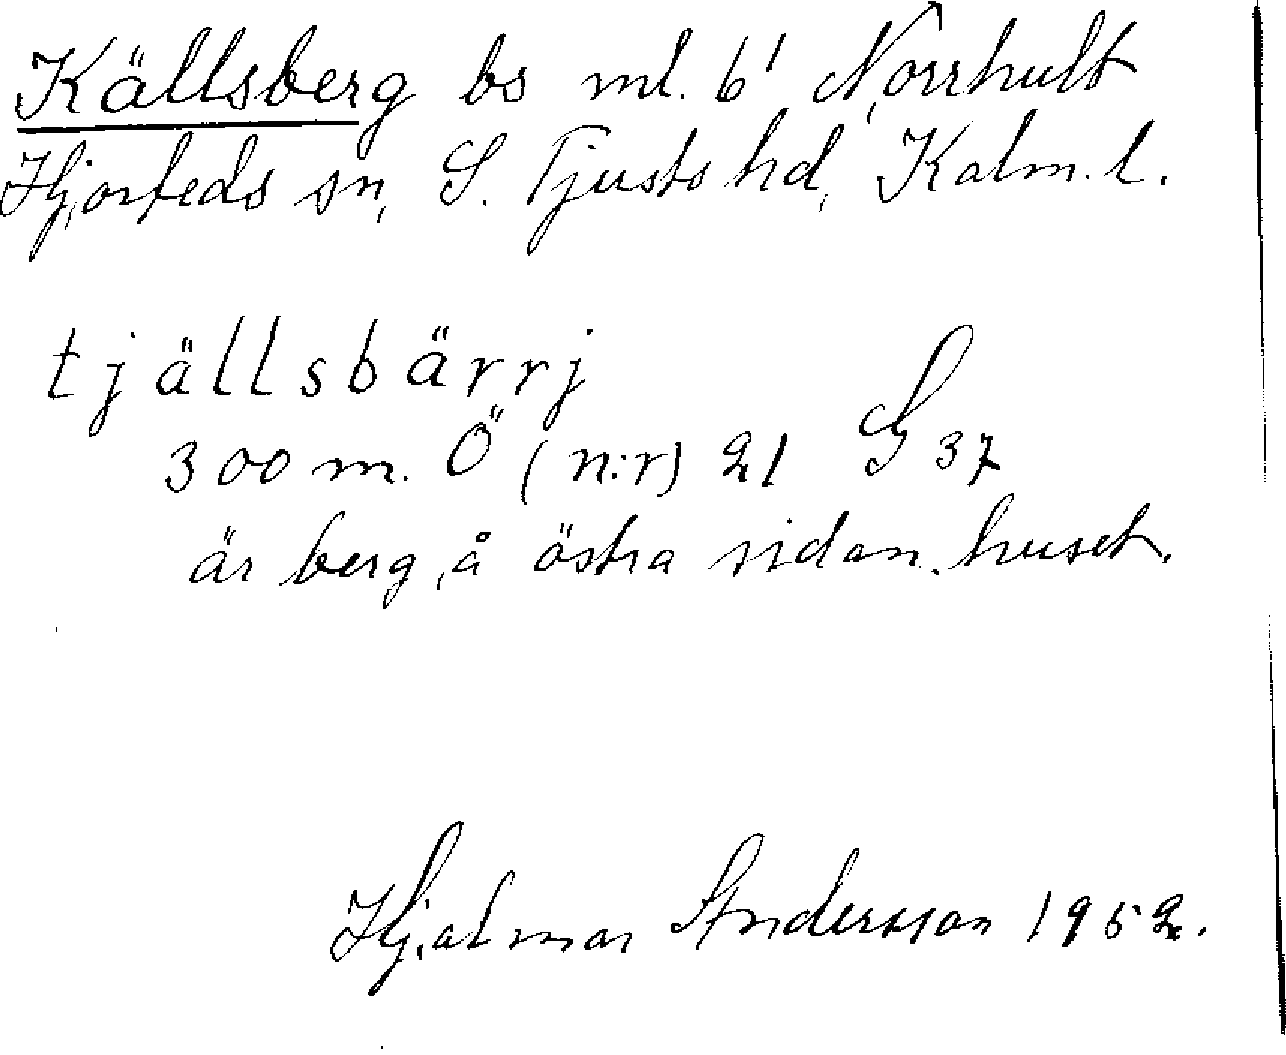 Källsberg bs ml. 6¹ Norrhult
Hjorteds sn, S. Tjusts hd, Kalm. l.
tjällsbärrj
300 m. Ö (n:r) 21 G 37
är berg, å östra sidan. huset.
Hjalmar Andersson 1952.